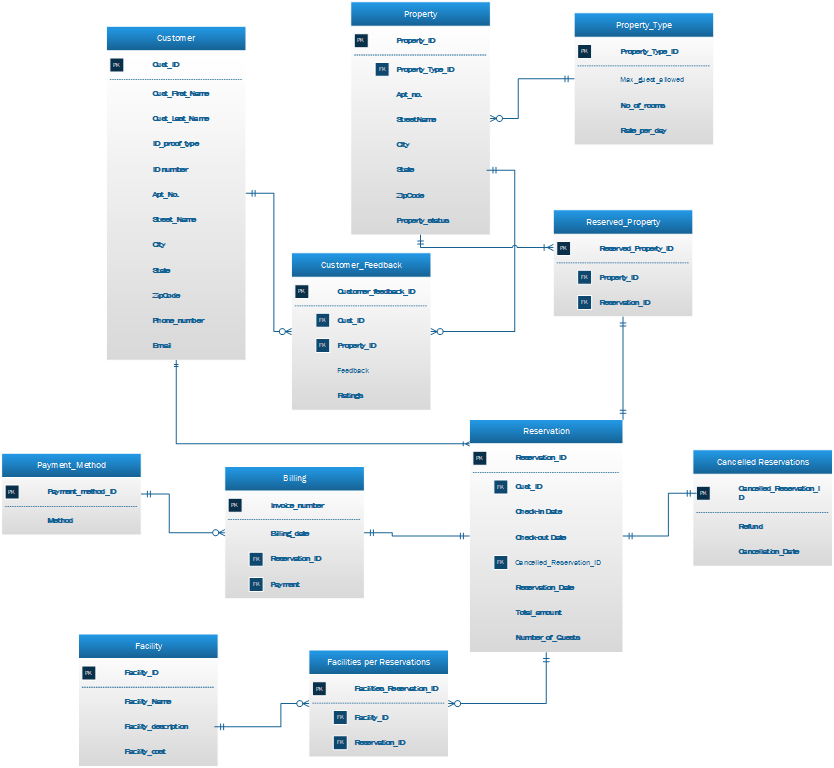 Customer
PK Cust_ID
Cust_First_Name
Cust_Last_Name
ID_proof_type
ID number
Apt_No.
Street_Name
City
State
ZipCode
Phone_number
Email
Property
PK Property_ID
FK Property_Type_ID
Apt_no.
StreetName
City
State
ZipCode
Property_status
Property_Type
PK Property_Type_ID
Max_guest_allowed
No_of_rooms
Rate_per_day
Reserved_Property
PK Reserved_Property_ID
FK Property_ID
FK Reservation_ID
Customer_Feedback
PK Customer_feedback_ID
FK Cust_ID
FK Property_ID
Feedback
Ratings
Reservation
PK Reservation_ID
FK Cust_ID
Check-In Date
Check-out Date
FK Cancelled_Reservation_ID
Reservation_Date
Total_amount
Number_of_Guests
Cancelled Reservations
PK Cancelled_Reservation_I
D
Refund
Cancellation_Date
Payment_Method
PK Payment_method_ID
Method
Billing
PK Invoice_number
Billing_date
FK Reservation_ID
FK Payment
Facility
PK Facility_ID
Facility_Name
Facility_description
Facility_cost
Facilities per Reservations
PK Facilities_Reservation_ID
FK Facility_ID
FK Reservation_ID